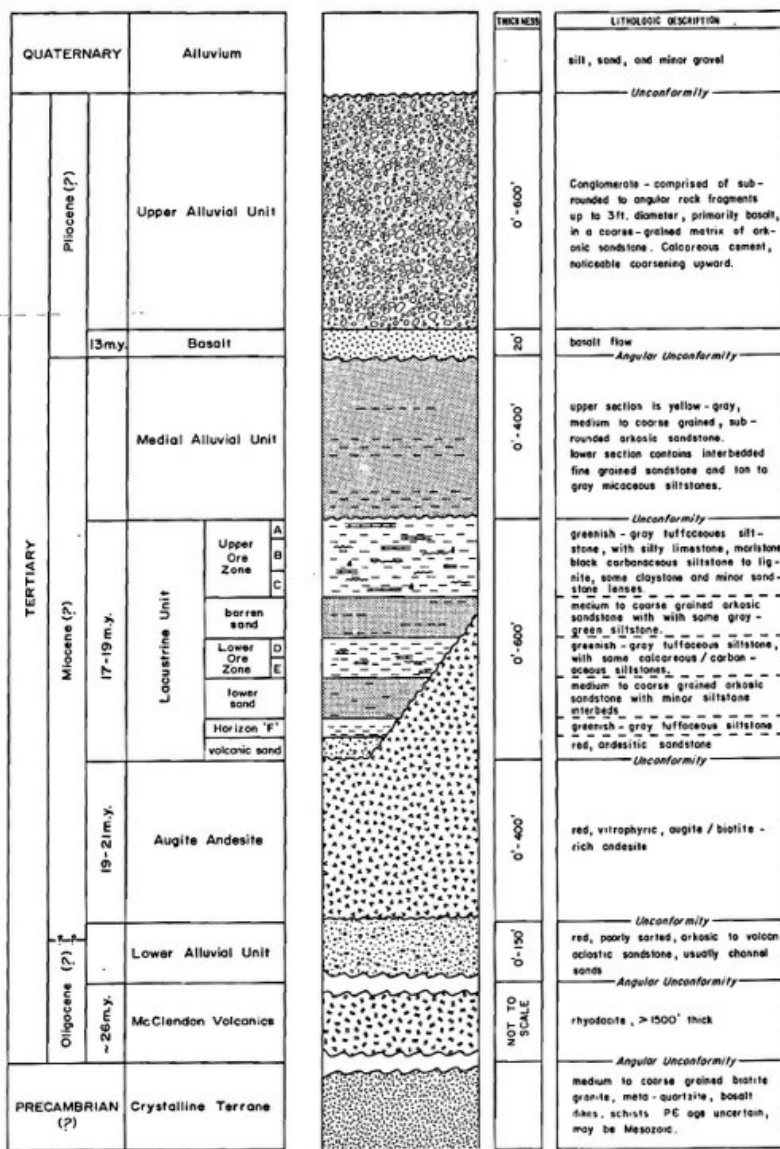 THICKNESS
LITHOLOGIC DESCRIPTION
QUATERNARY
Alluvium
silt, sand, and minor gravel
Unconformity
TERTIARY
Pliocene (?)
Upper Alluvial Unit
0'-600'
Conglomerate - comprised of sub-
rounded to angular rock fragments
up to 3ft. diameter, primarily basalt,
in a coarse-grained matrix of ark-
osic sandstone. Calcareous cement,
noticeable coarsening upward.
13m.y.
Basalt
20'
basalt flow
Angular Unconformity
Miocene (?)
Medial Alluvial Unit
0'-400'
upper section is yellow-gray,
medium to coarse grained, sub-
rounded arkosic sandstone.
lower section contains interbedded
fine grained sandstone and tan to
gray micaceous siltstones.
Unconformity
17-19m.y.
Lacustrine Unit
Upper
Ore
Zone
A
B
C
0'-600'
greenish-gray tuffaceoues silt-
stone, with silty limestone, marlstone
black carbanaceous siltstone to lig-
nite, some claystone and minor sand-
stone lenses.
barren
sand
medium to coarse grained arkosic
sandstone with with some gray-
green siltstone.
Lower
Ore
Zone
D
E
greenish-gray tuffaceous siltstone,
with some calcareous/carbon-
aceous siltstones.
lower
sand
medium to coarse grained arkosic
sandstone with minor siltstone
interbeds
Horizon 'F'
greenish-gray tuffaceous siltstone
volcanic sand
red, andesitic sandstone
Unconformity
19-21m.y.
Augite Andesite
0'-400'
red, vitrophyric, augite/biotite-
rich andesite
Unconformity
? ?
Oligocene (?)
Lower Alluvial Unit
0'-150'
red, poorly sorted, arkosic to volcan
aclastic sandstone, usually channel
sands
Angular Unconformity
~26m.y.
McClendon Volcanics
NOT TO
SCALE
rhyodacite, >1500' thick
Angular Unconformity
PRECAMBRIAN
(?)
Crystalline Terrane
medium to coarse grained biotite
granite, meta-quartzite, basalt
dikes, schists PЄ age uncertain,
may be Mesozoic.